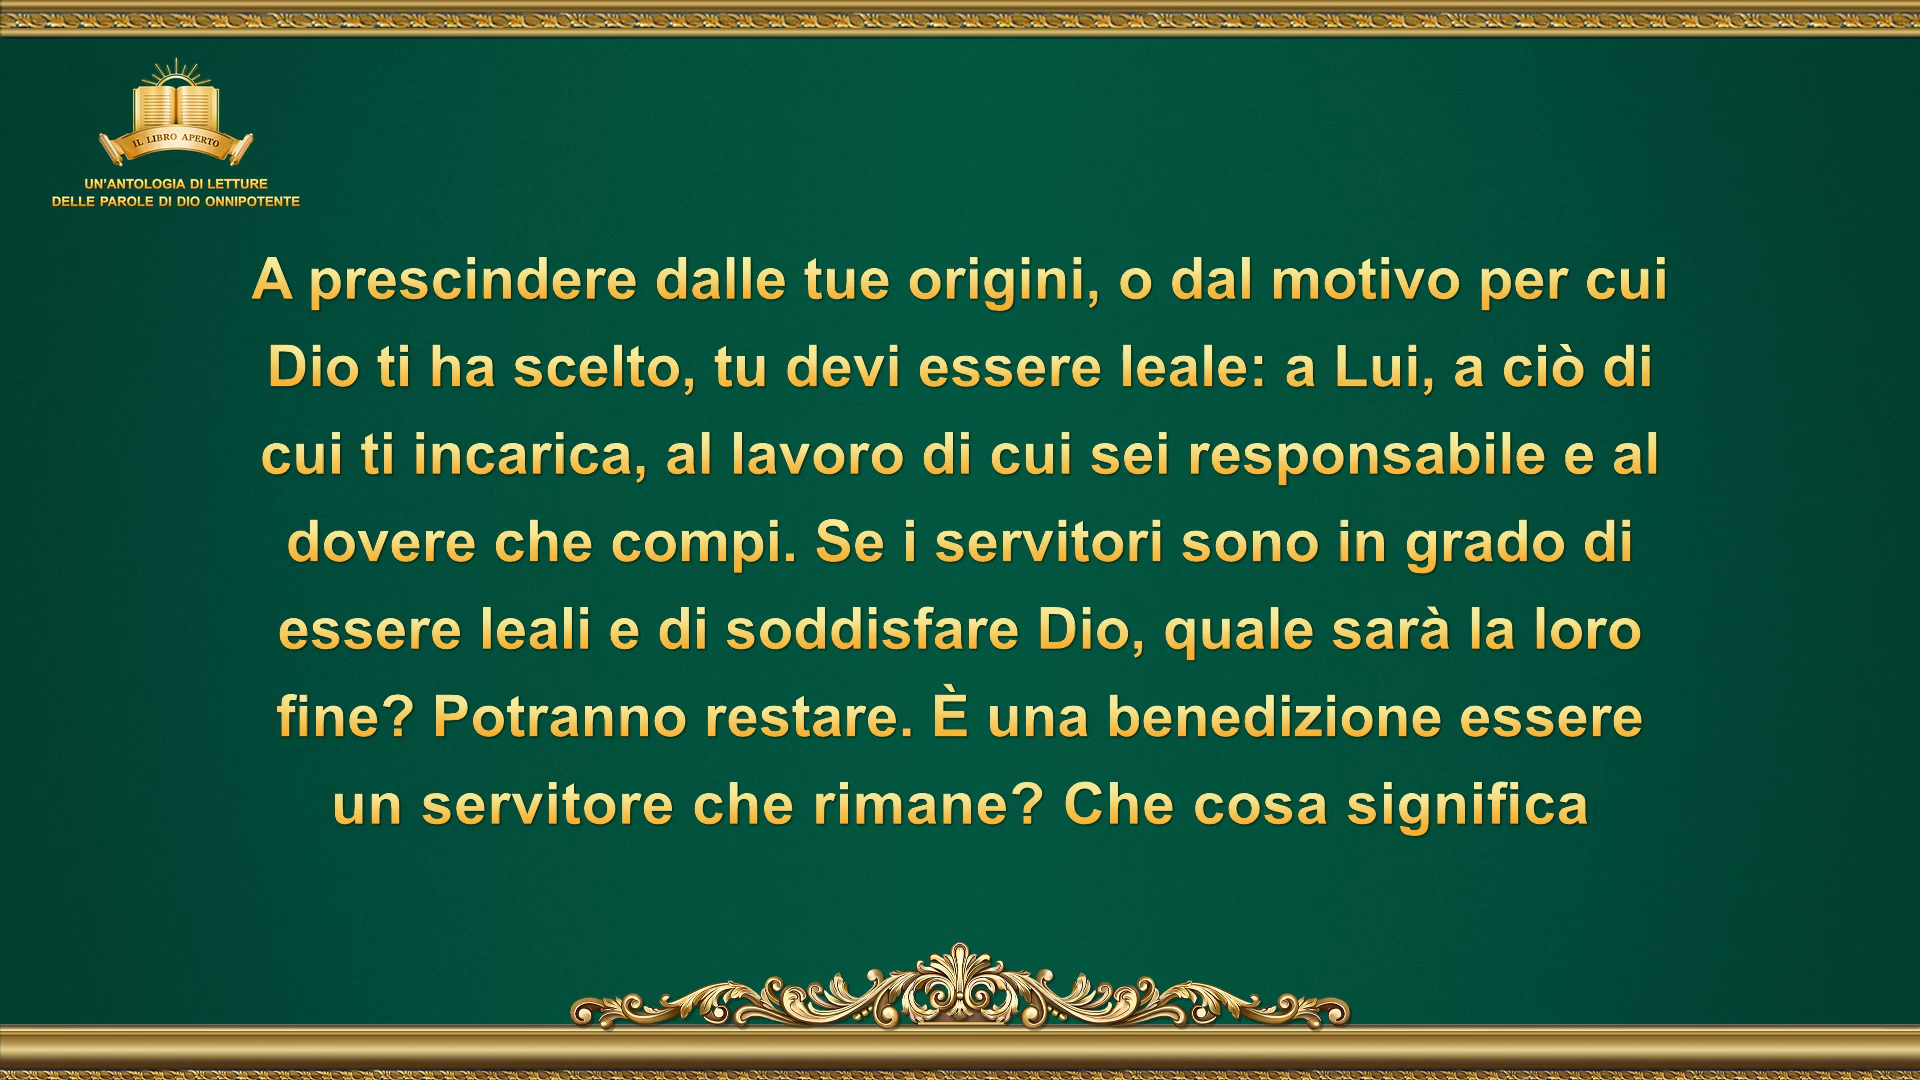 IL LIBRO APERTO
UN'ANTOLOGIA DI LETTURE
DELLE PAROLE DI DIO ONNIPOTENTE
A prescindere dalle tue origini, o dal motivo per cui
Dio ti ha scelto, tu devi essere leale: a Lui, a ciò di
cui ti incarica, al lavoro di cui sei responsabile e al
dovere che compi. Se i servitori sono in grado di
essere leali e di soddisfare Dio, quale sarà la loro
fine? Potranno restare. È una benedizione essere
un servitore che rimane? Che cosa significa